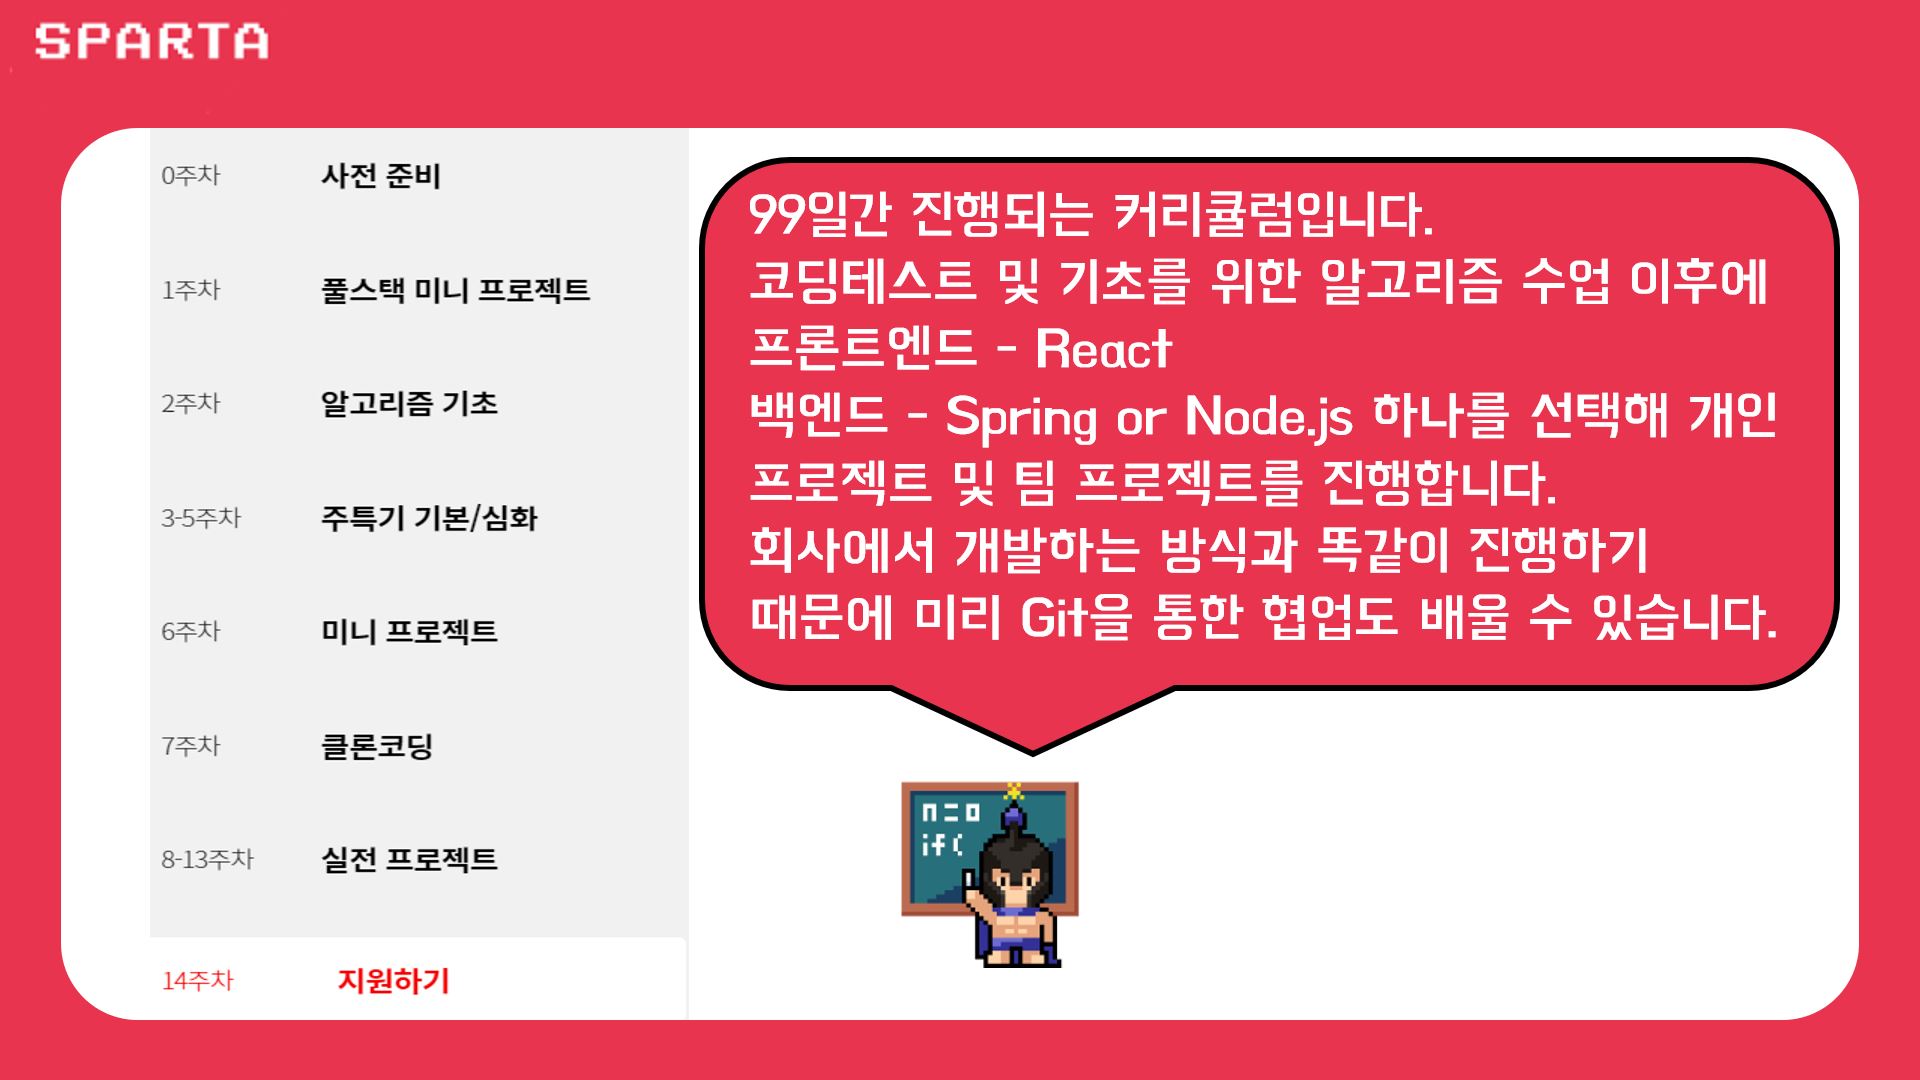 SPARTA
0주차 사전 준비
1주차 풀스택 미니 프로젝트
2주차 알고리즘 기초
3-5주차 주특기 기본/심화
6주차 미니 프로젝트
7주차 클론코딩
8-13주차 실전 프로젝트
14주차 지원하기
99일간 진행되는 커리큘럼입니다.
코딩테스트 및 기초를 위한 알고리즘 수업 이후에
프론트엔드 - React
백엔드 - Spring or Node.js 하나를 선택해 개인
프로젝트 및 팀 프로젝트를 진행합니다.
회사에서 개발하는 방식과 똑같이 진행하기
때문에 미리 Git을 통한 협업도 배울 수 있습니다.
ㄇㄷㅁ
if (